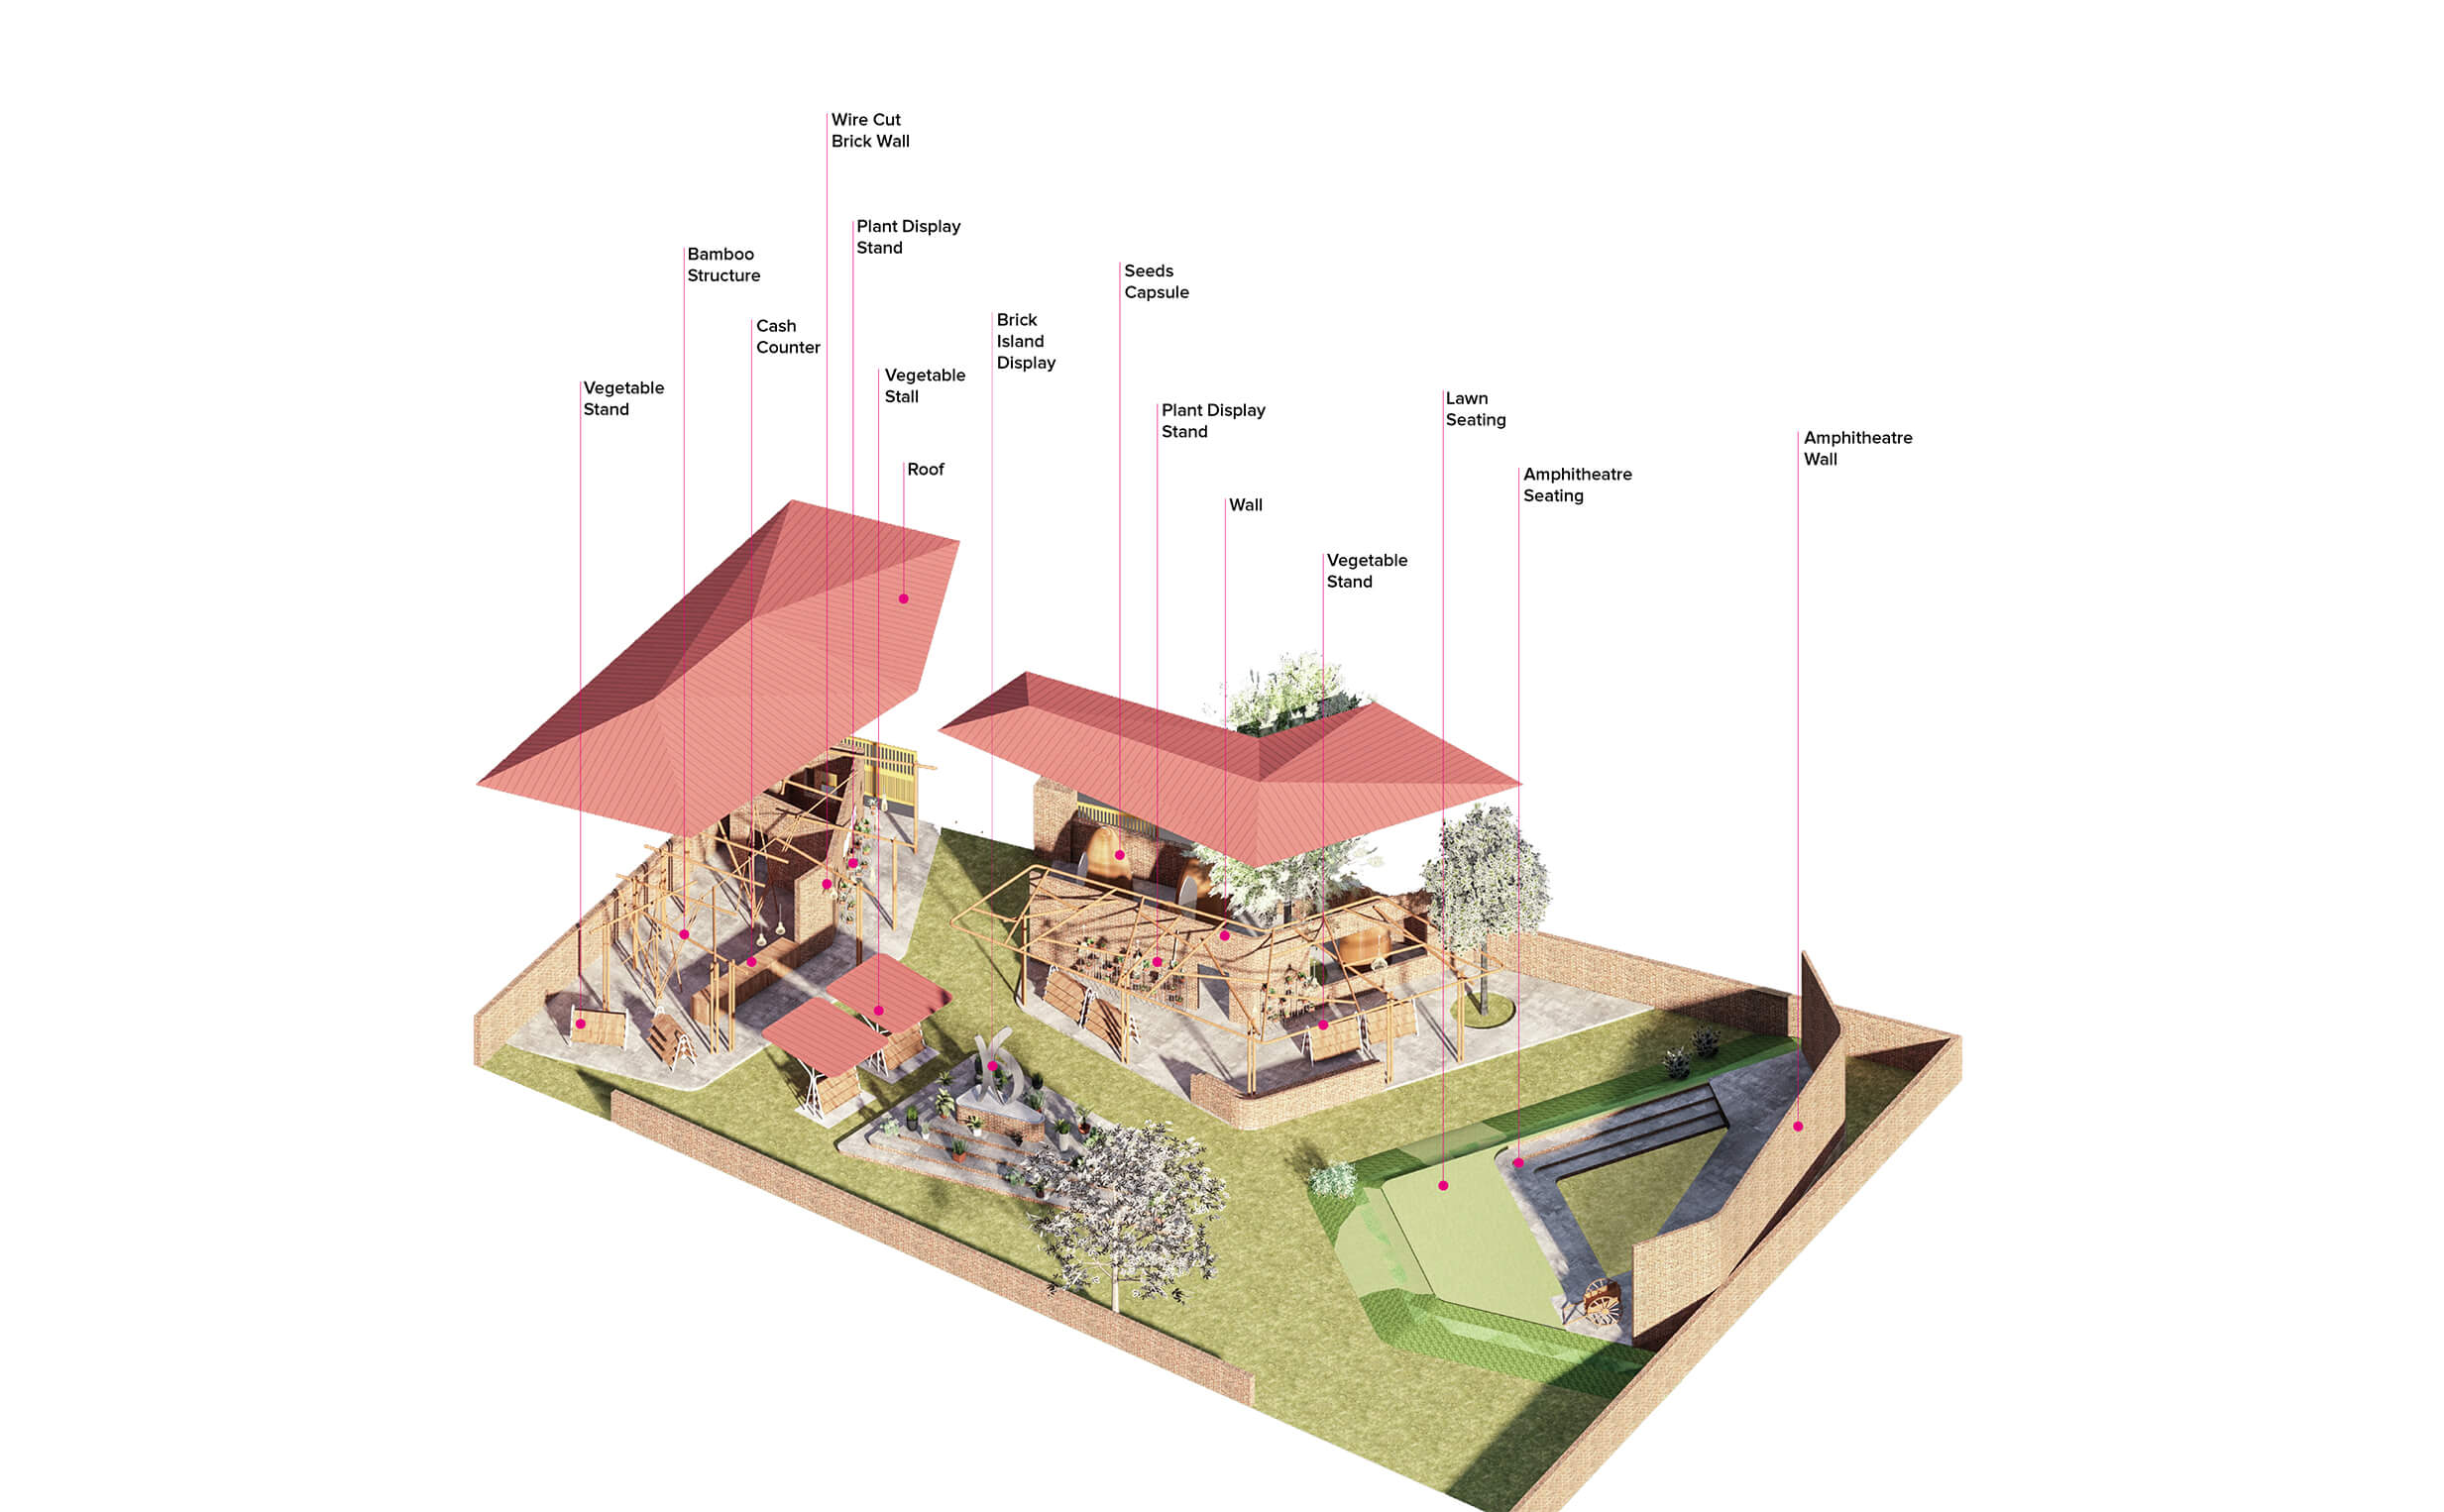 Wire Cut
Brick Wall
Plant Display
Stand
Bamboo
Structure
Seeds
Capsule
Brick
Island
Display
Cash
Counter
Vegetable
Stall
Vegetable
Stand
Lawn
Seating
Plant Display
Stand
Amphitheatre
Wall
Roof
Amphitheatre
Seating
Wall
Vegetable
Stand